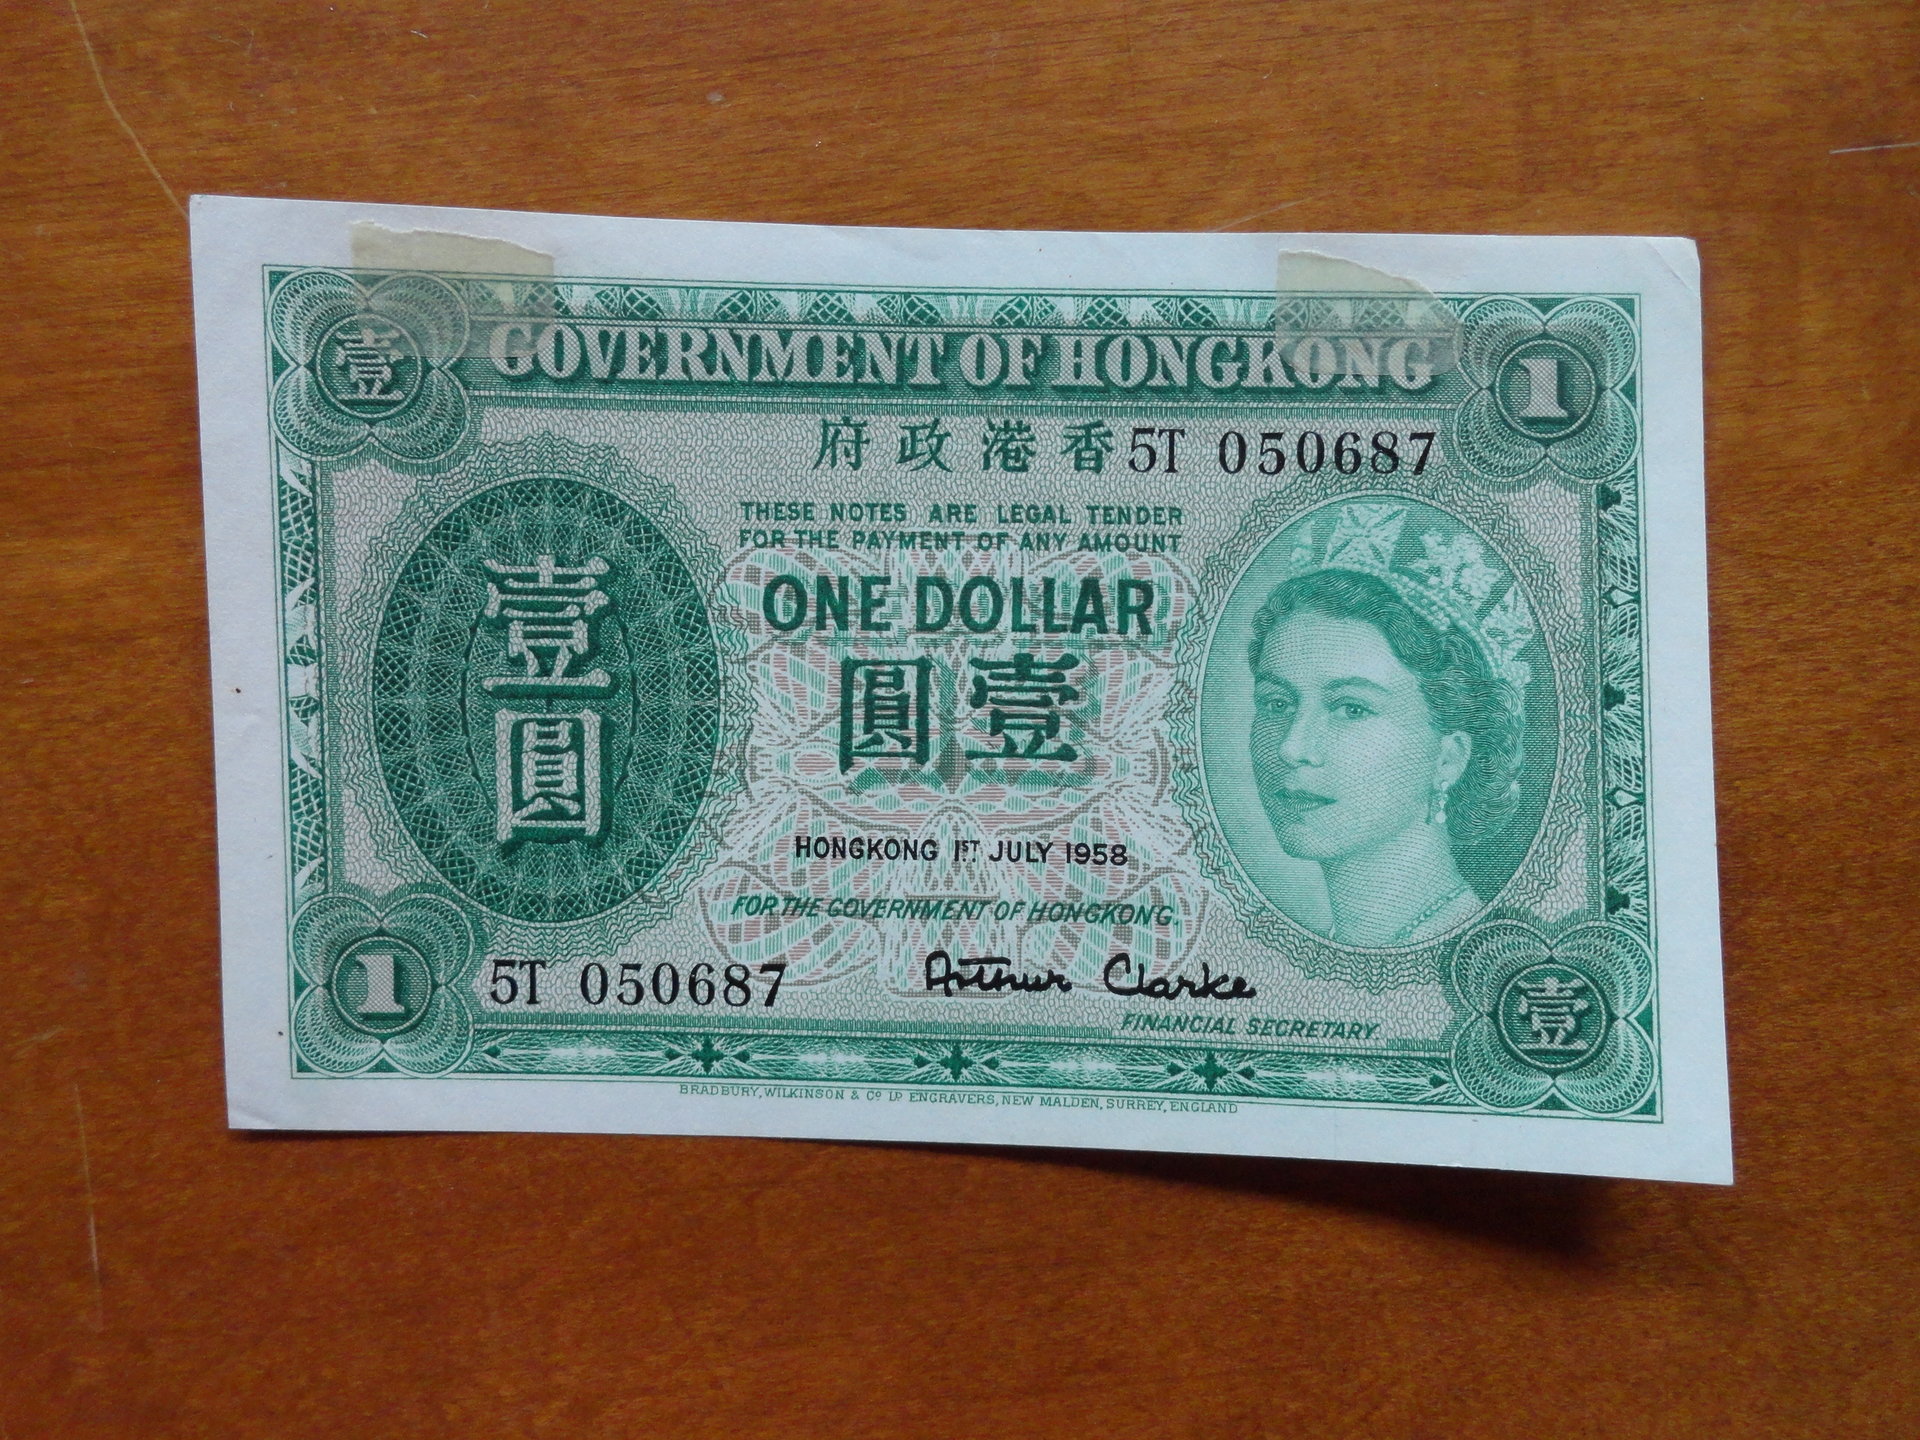 GOVERNMENT OF HONGKONG
壹
1
府政港香
5T 050687
THESE NOTES ARE LEGAL TENDER
FOR THE PAYMENT OF ANY AMOUNT
ONE DOLLAR
壹圓
圓壹
HONGKONG 1ST JULY 1958
FOR THE GOVERNMENT OF HONGKONG.
1
5T 050687
Arthur Clarke
FINANCIAL SECRETARY.
壹
BRADBURY, WILKINSON & Co LD ENGRAVERS, NEW MALDEN, SURREY, ENGLAND